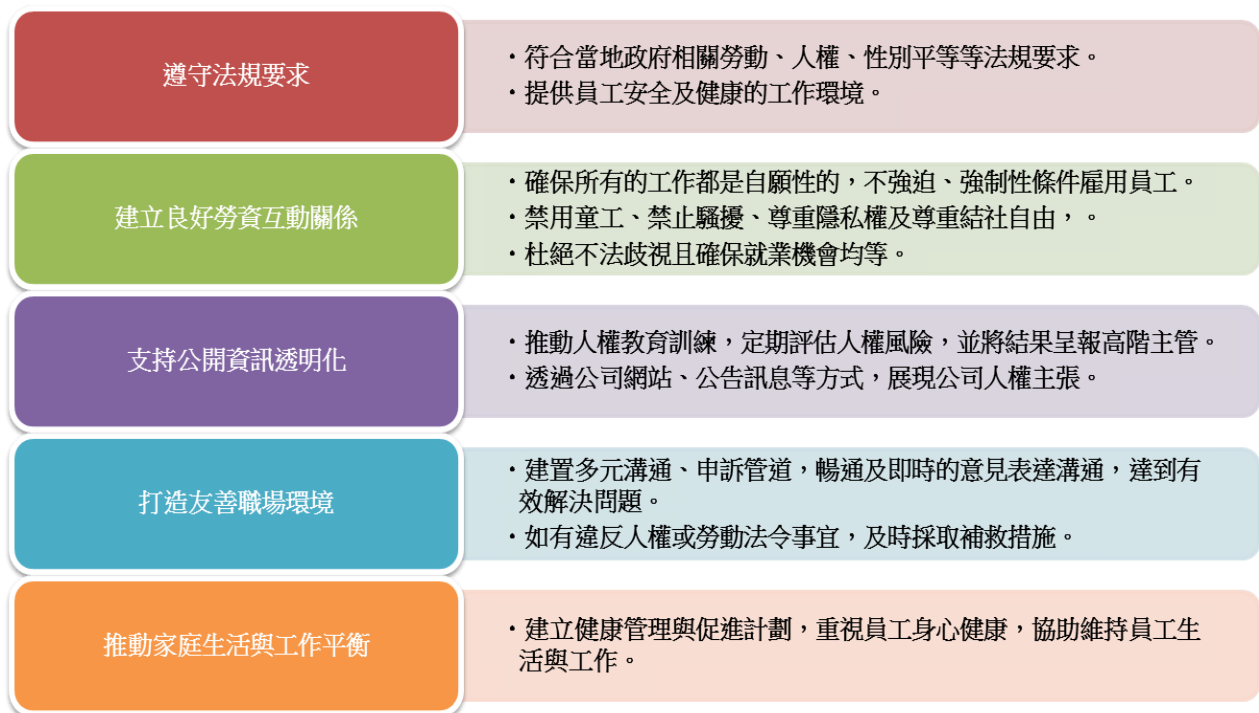 遵守法規要求
・符合當地政府相關勞動、人權、性別平等等法規要求。
・提供員工安全及健康的工作環境。
建立良好勞資互動關係
・確保所有的工作都是自願性的，不強迫、強制性條件雇用員工。
・禁用童工、禁止騷擾、尊重隱私權及尊重結社自由，。
・杜絕不法歧視且確保就業機會均等。
支持公開資訊透明化
・推動人權教育訓練，定期評估人權風險，並將結果呈報高階主管。
・透過公司網站、公告訊息等方式，展現公司人權主張。
打造友善職場環境
・建置多元溝通、申訴管道，暢通及即時的意見表達溝通，達到有
效解決問題。
・如有違反人權或勞動法令事宜，及時採取補救措施。
推動家庭生活與工作平衡
・建立健康管理與促進計劃，重視員工身心健康，協助維持員工生
活與工作。